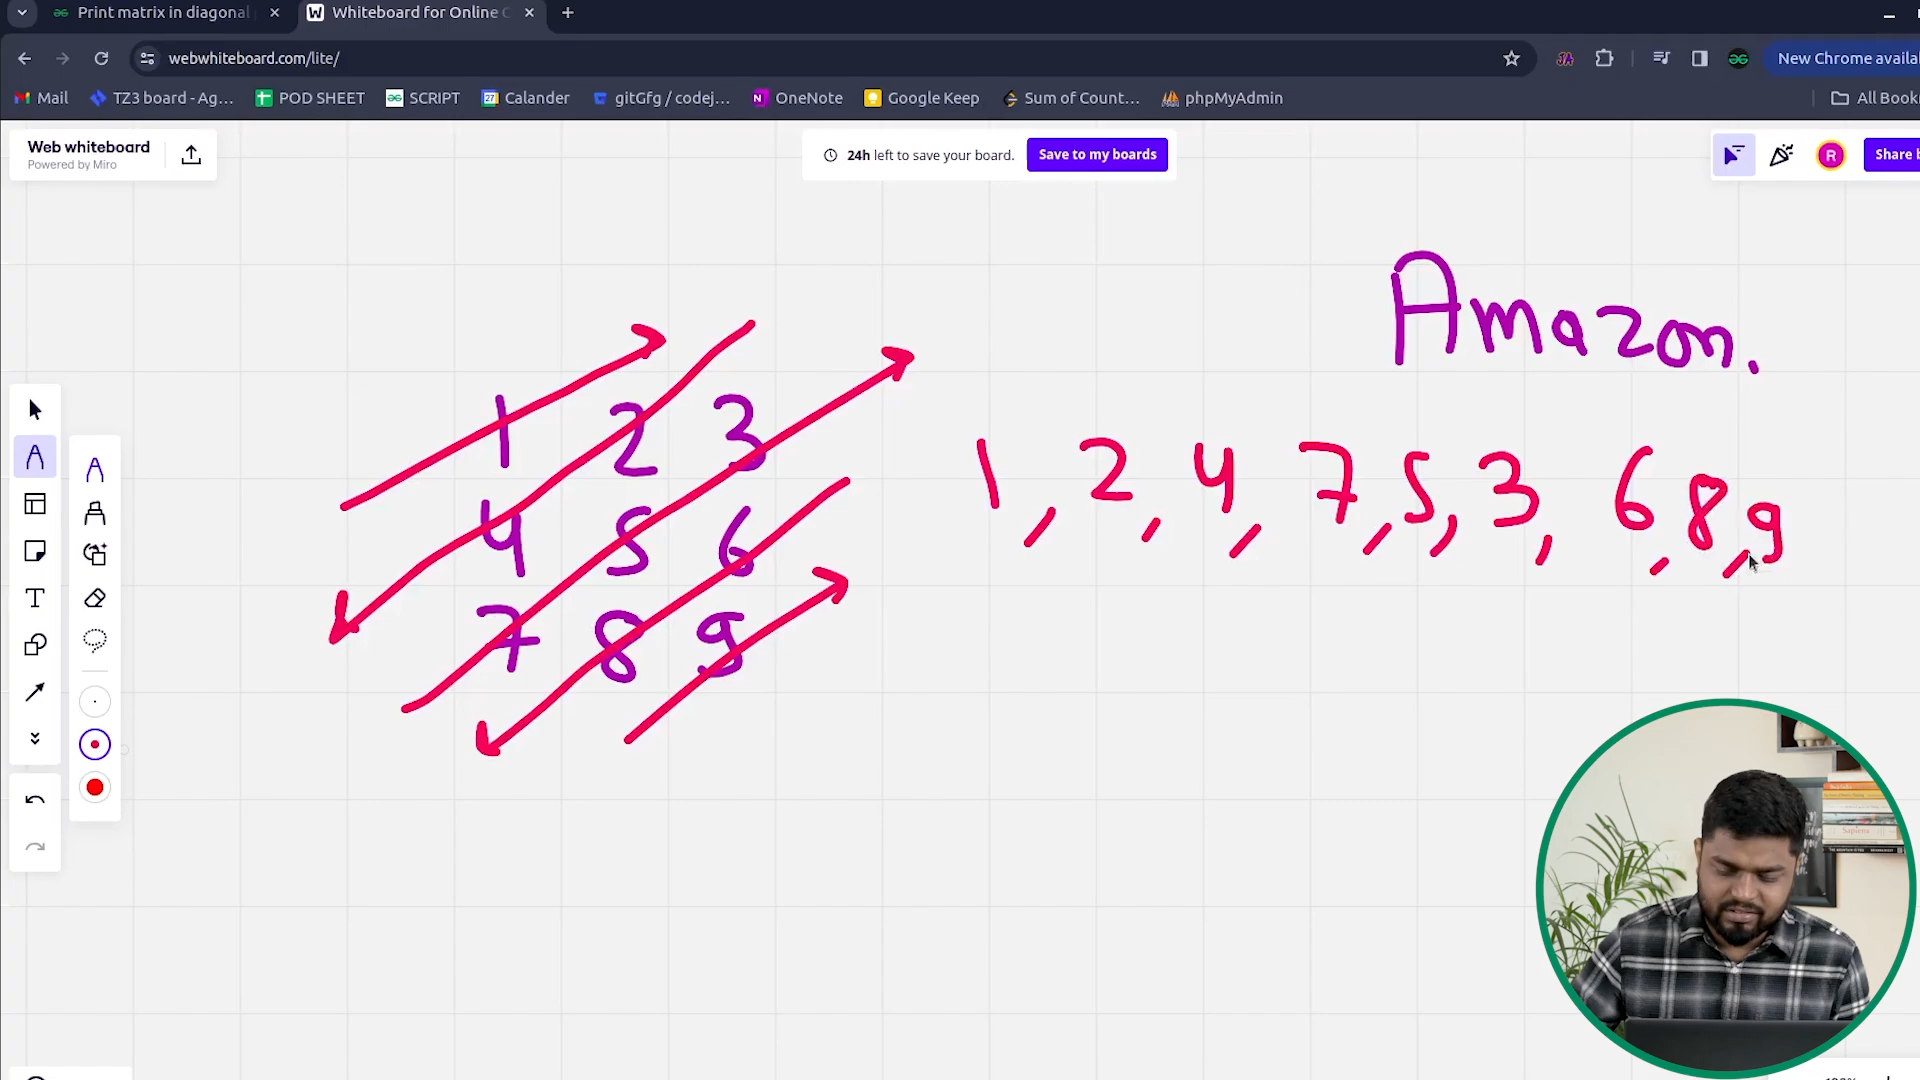 Print matrix in diagonal
Whiteboard for Online C
webwhiteboard.com/lite/
New Chrome availa
Mail
TZ3 board - Ag...
POD SHEET
SCRIPT
27 Calander
gitGfg / codej...
N OneNote
Google Keep
Sum of Count...
phpMyAdmin
All Book
Web whiteboard
Powered by Miro
24h left to save your board.
Save to my boards
R
Share b
Amazon.
1 2 3
4 5 6
7 8 9
1, 2, 4, 7, 5, 3, 6, 8, 9
T
Sapiens